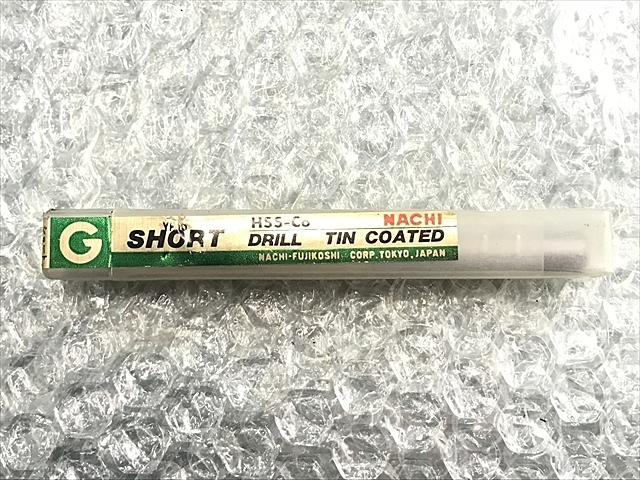 G
HSS-Co NACHI
SHORT DRILL TIN COATED
NACHI-FUJIKOSHI CORP. TOKYO, JAPAN